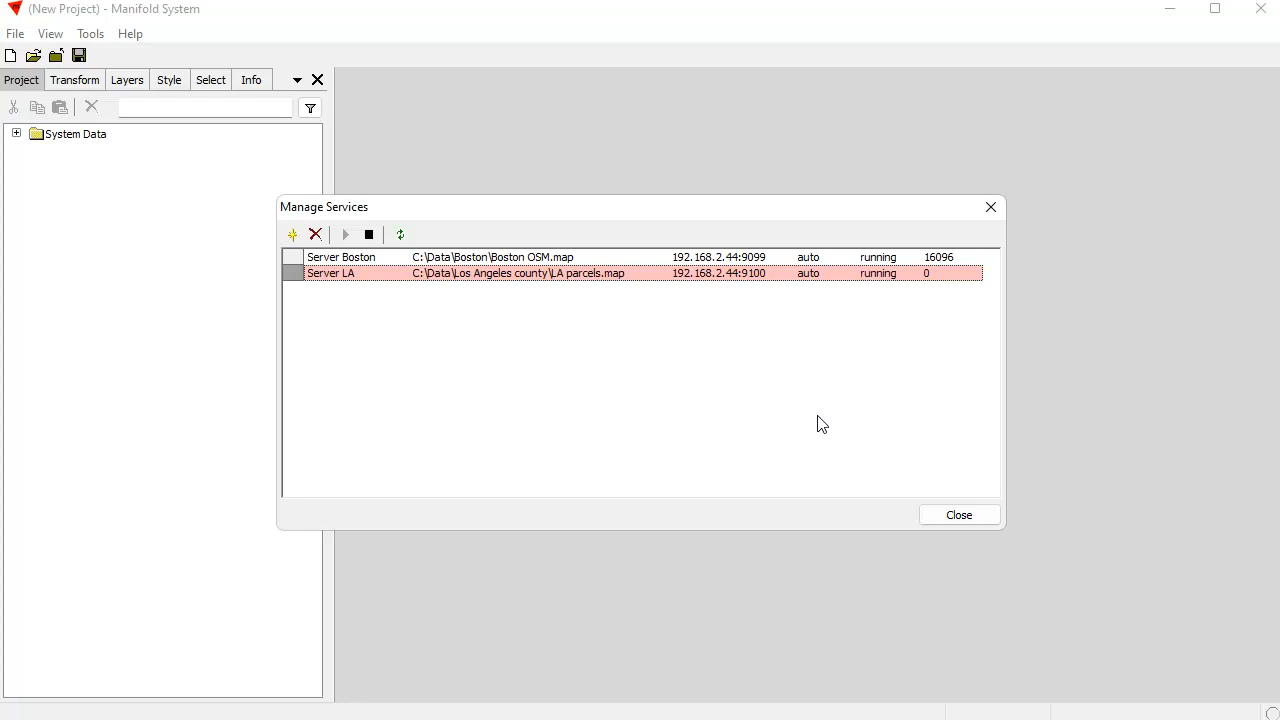 (New Project) - Manifold System
File View Tools Help
Project Transform Layers Style Select Info
System Data
Manage Services
Server Boston C:\Data\Boston\Boston OSM.map 192.168.2.44:9099 auto running 16096
Server LA C:\Data\Los Angeles county\LA parcels.map 192.168.2.44:9100 auto running 0
Close